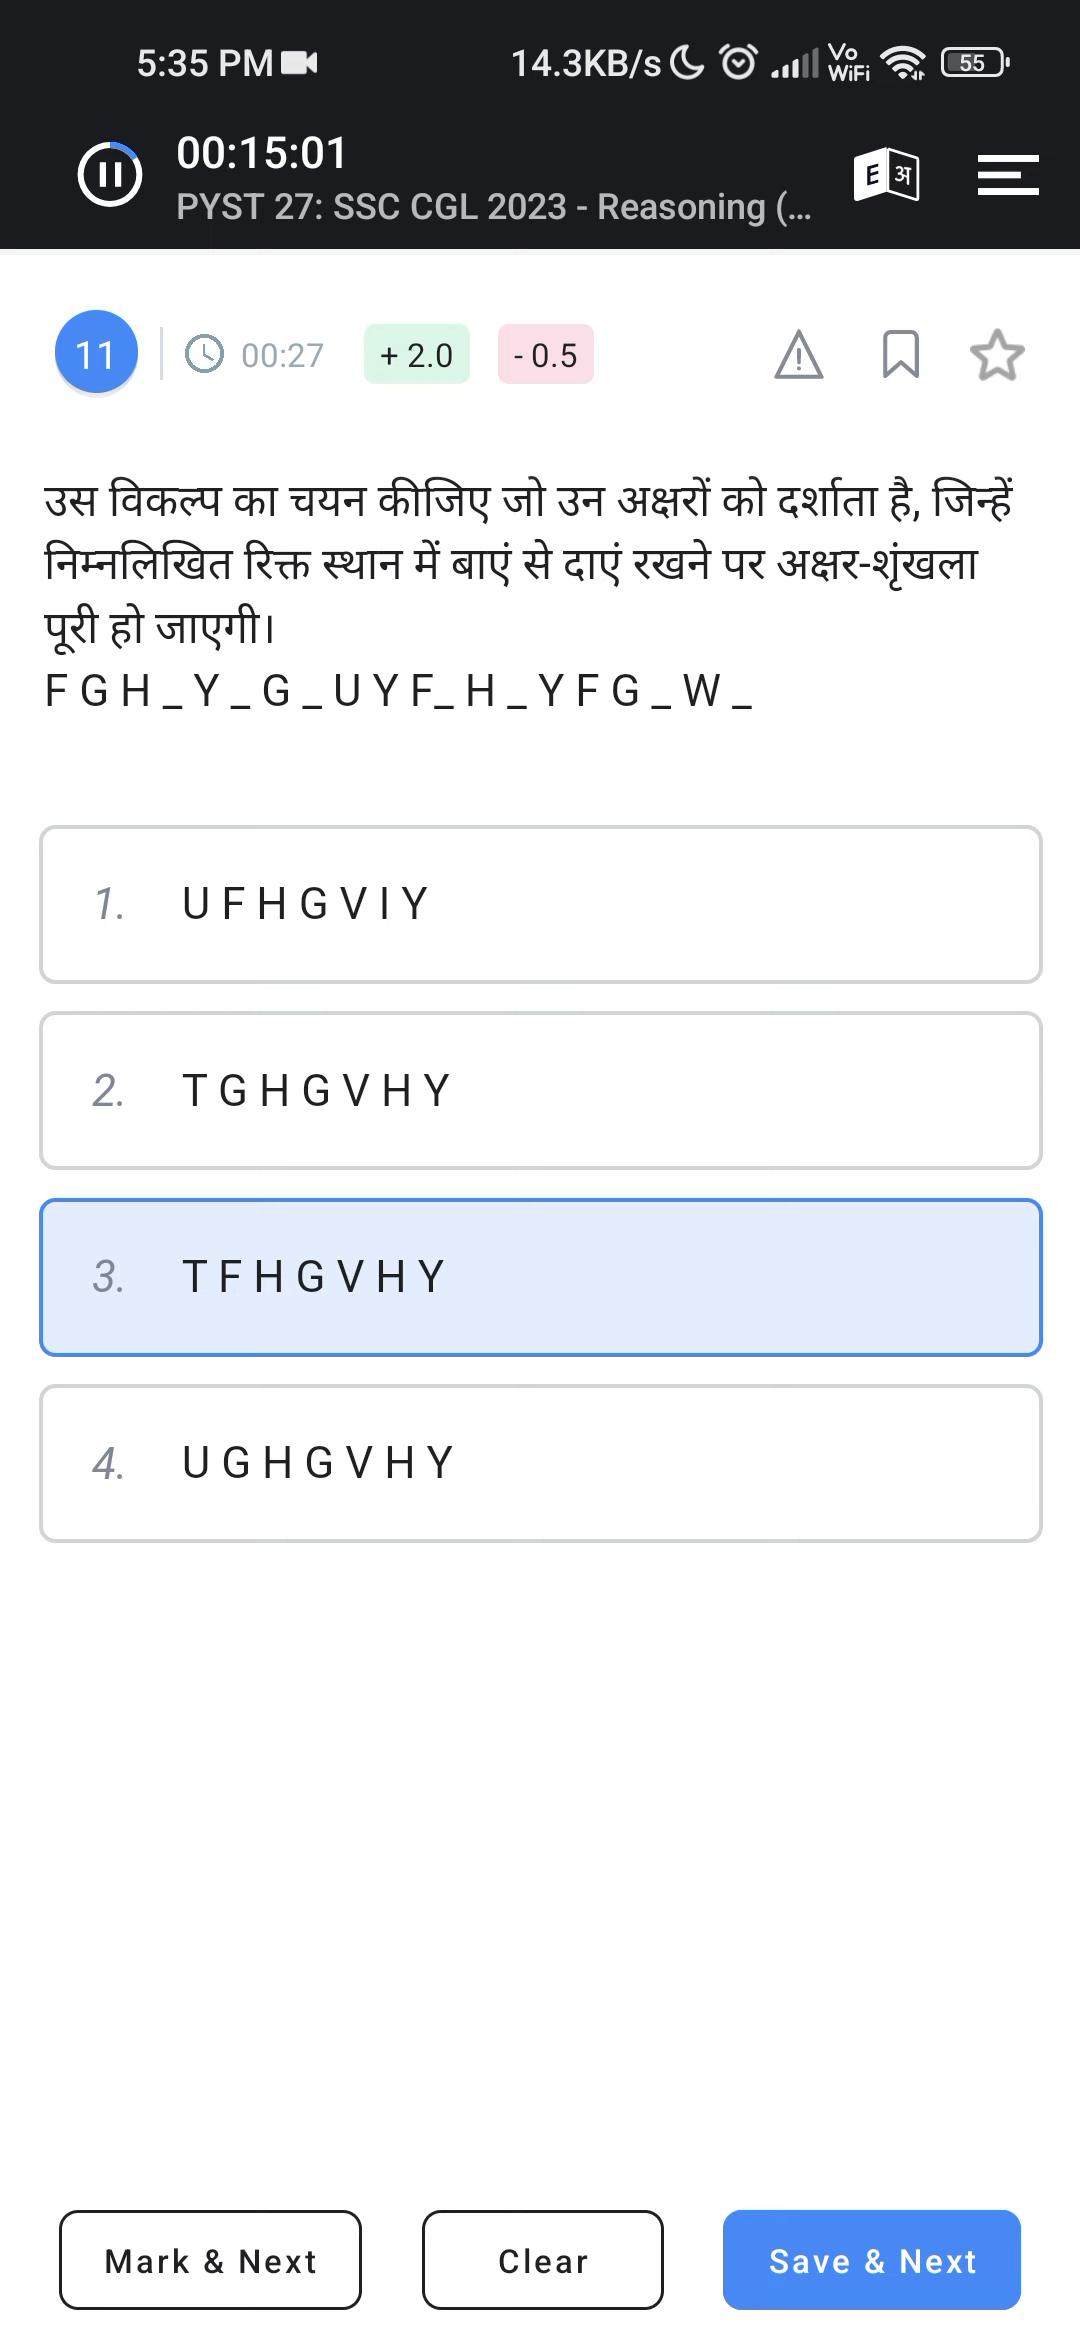 5:35 PM 14.3KB/s Vo WiFi 55
00:15:01
PYST 27: SSC CGL 2023 - Reasoning (...
E अ
11 00:27 + 2.0 - 0.5
उस विकल्प का चयन कीजिए जो उन अक्षरों को दर्शाता है, जिन्हें
निम्नलिखित रिक्त स्थान में बाएं से दाएं रखने पर अक्षर-शृंखला
पूरी हो जाएगी।
F G H _ Y _ G _ U Y F_ H _ Y F G _ W _
1. U F H G V I Y
2. T G H G V H Y
3. T F H G V H Y
4. U G H G V H Y
Mark & Next Clear Save & Next